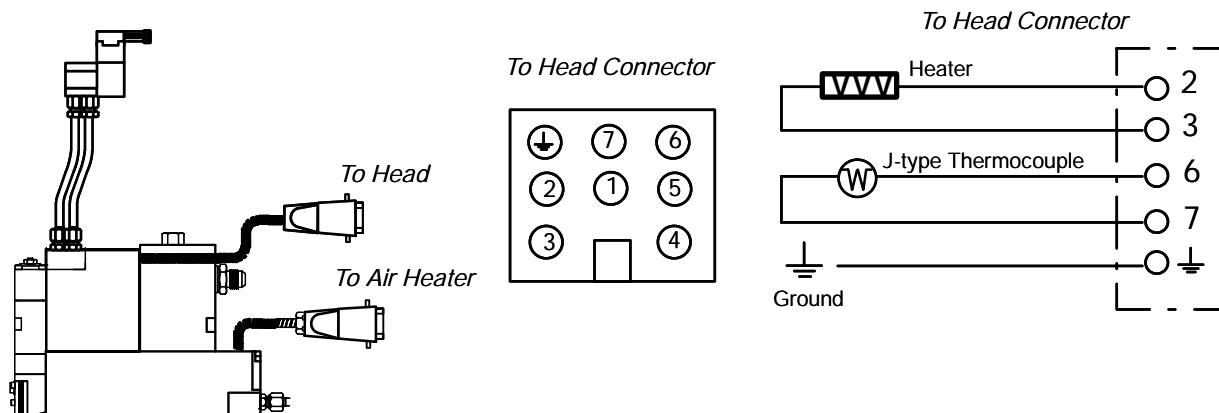 To Head
To Air Heater
To Head Connector
7 6
2 1 5
3 4
To Head Connector
Heater 2
3
J-type Thermocouple 6
7
Ground